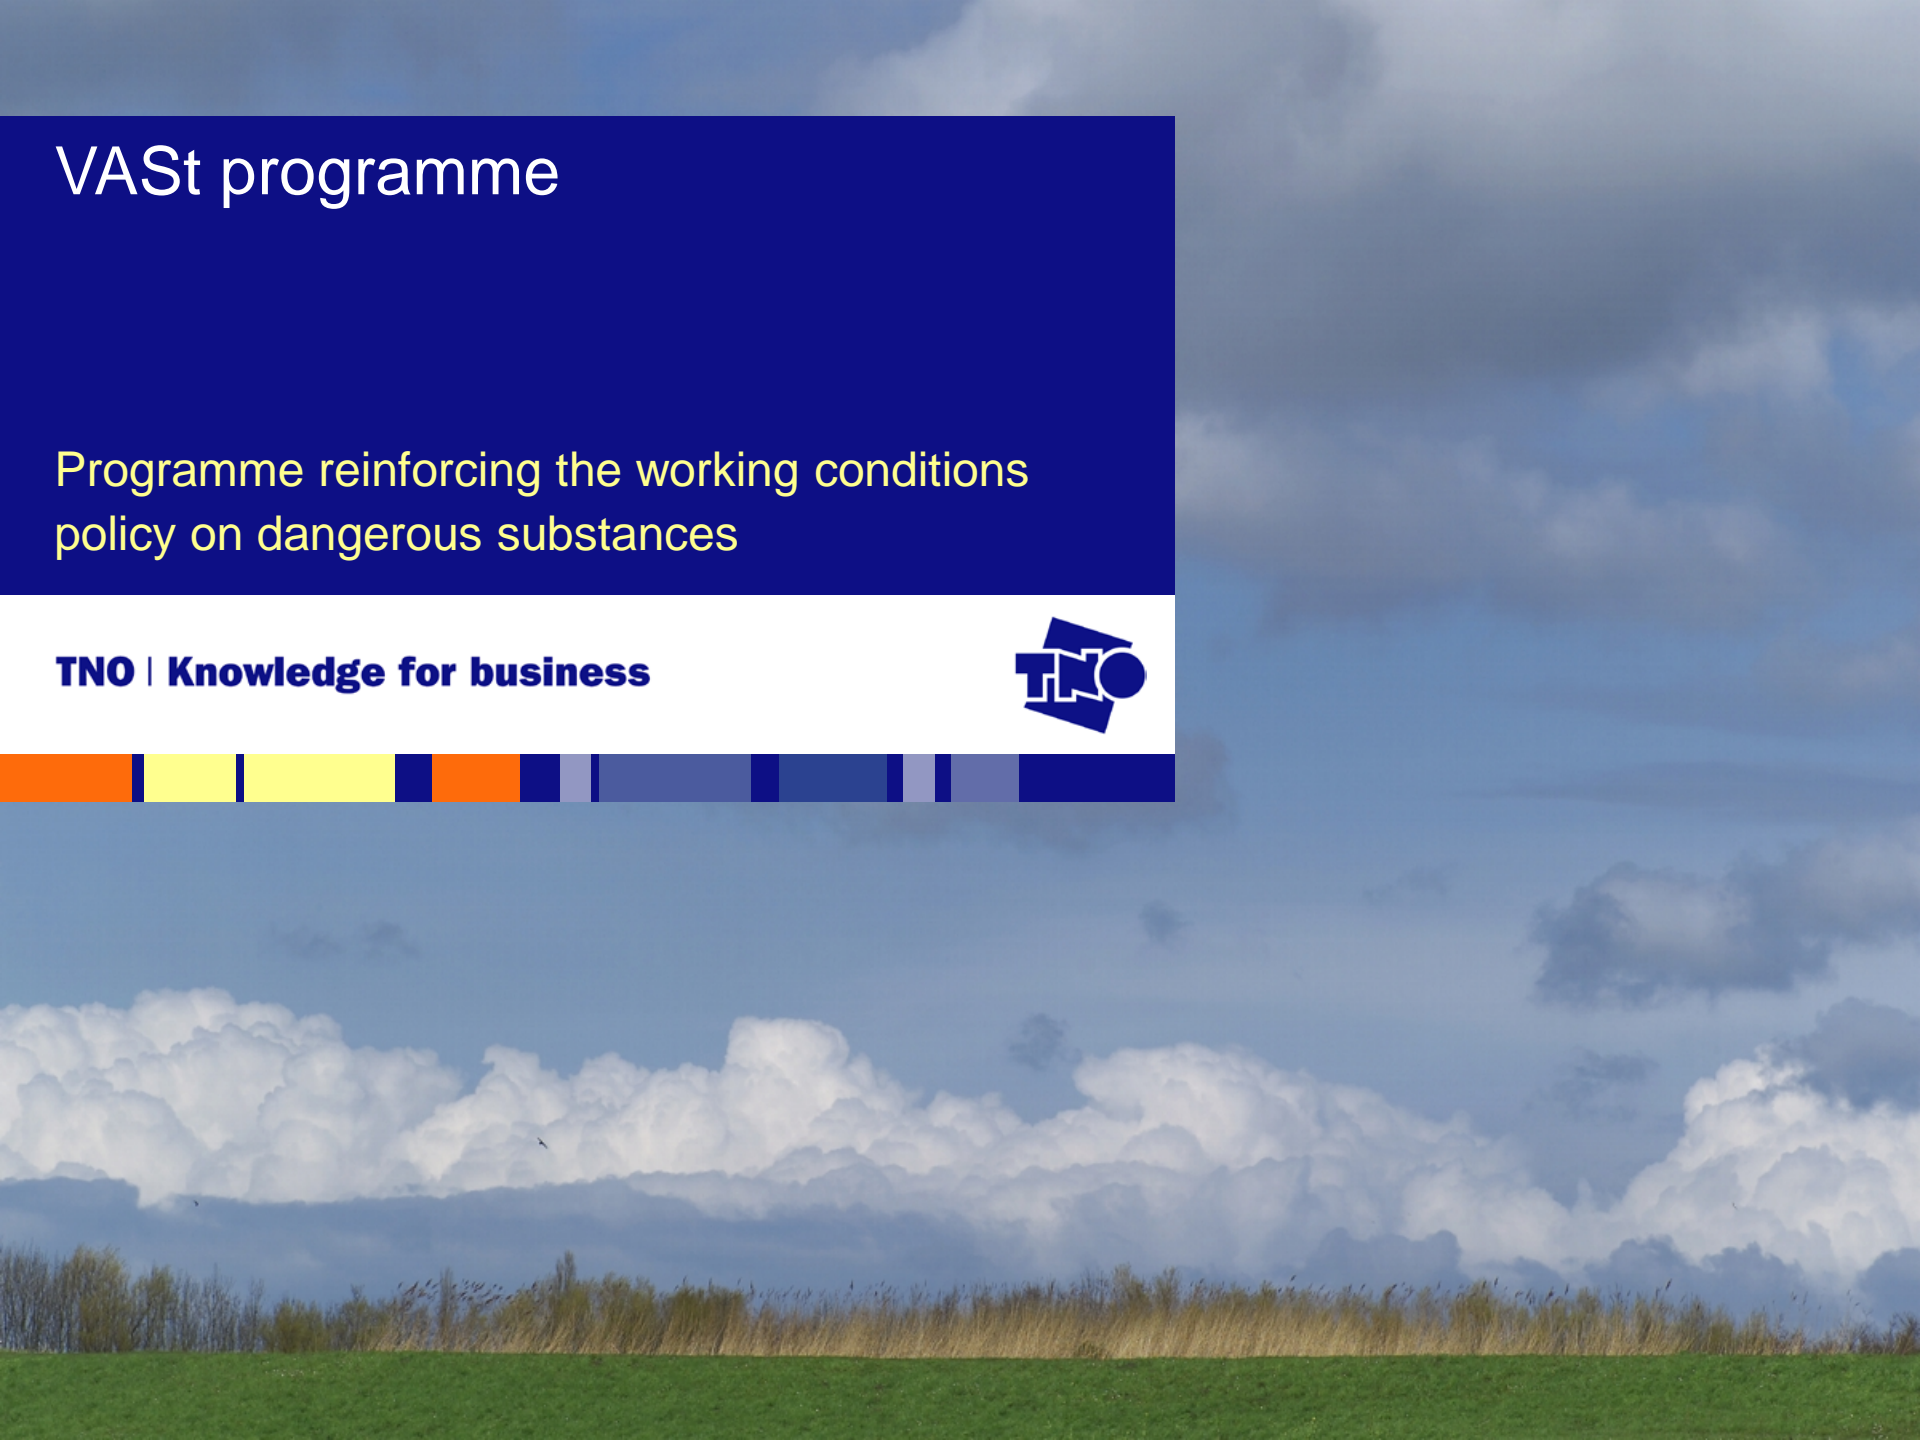 VASt programme
Programme reinforcing the working conditions
policy on dangerous substances
TNO | Knowledge for business
TNO